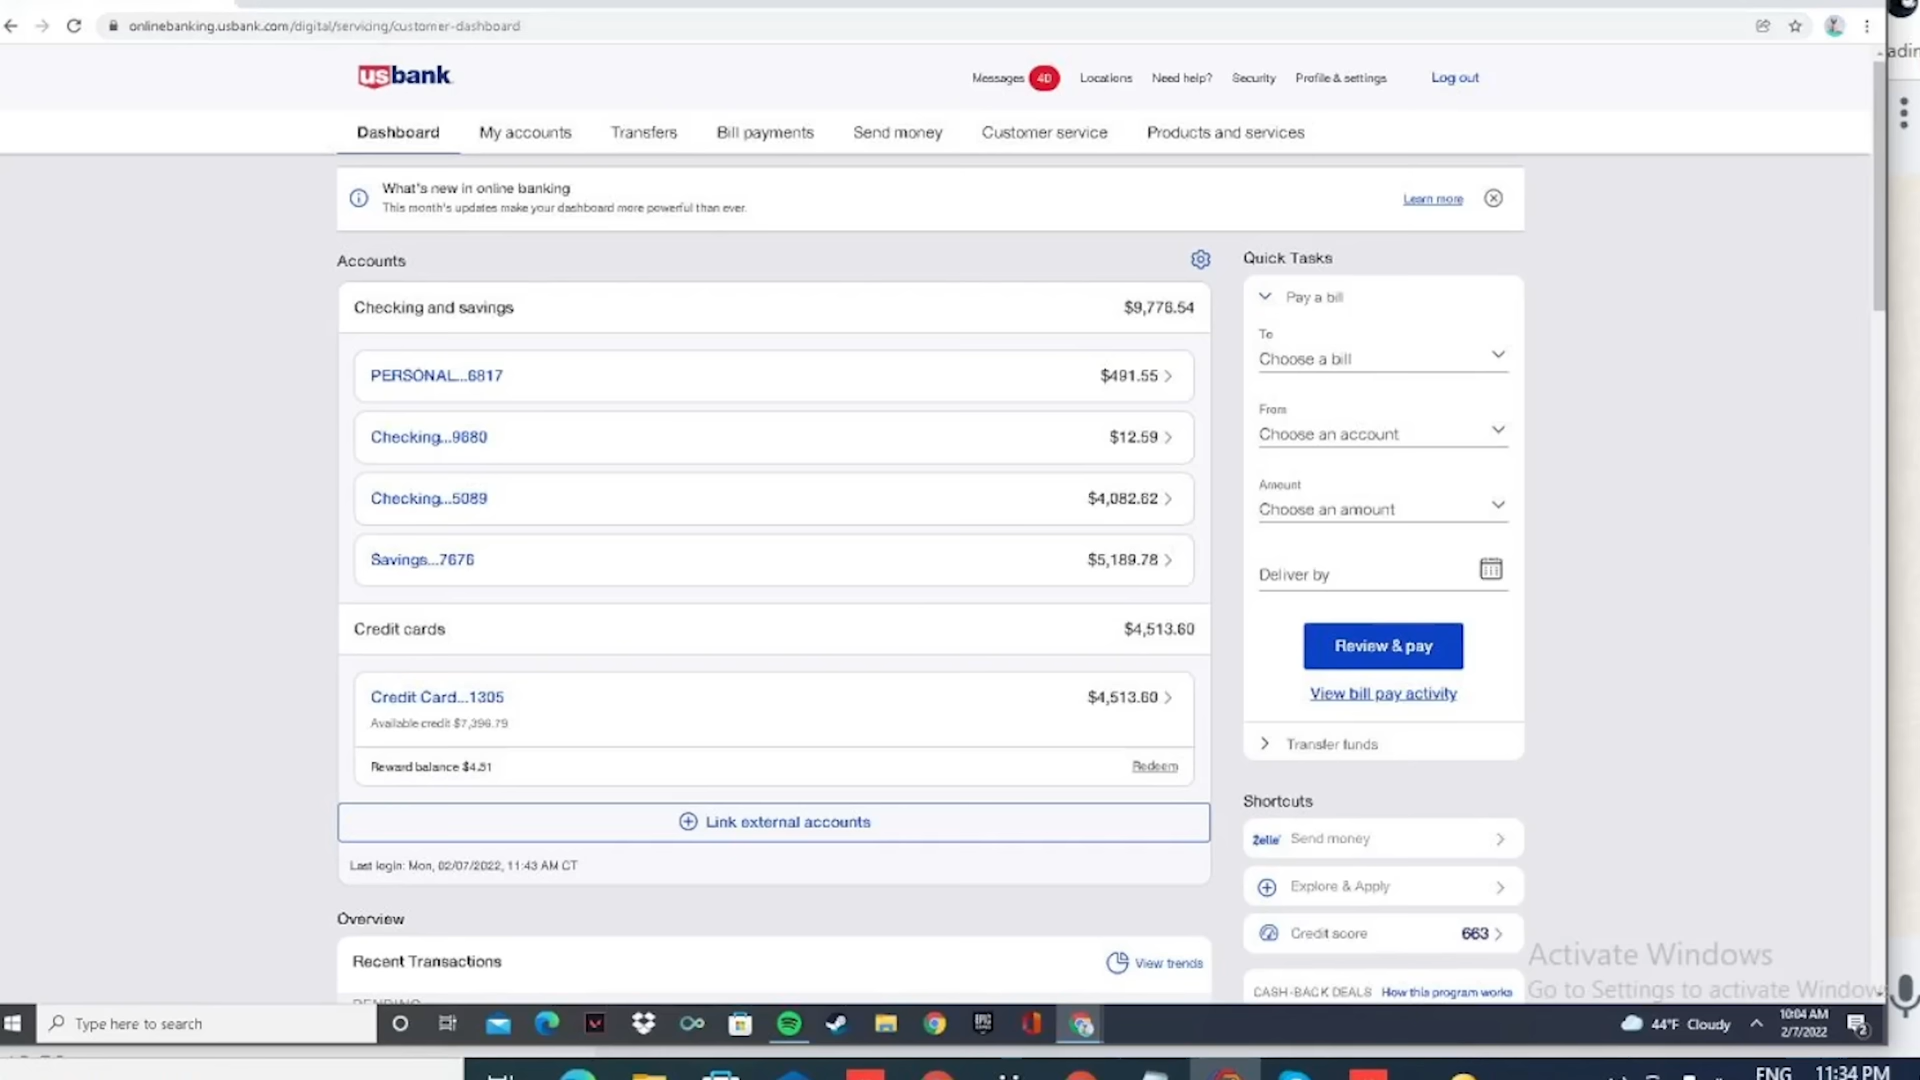 onlinebanking.usbank.com/digital/servicing/customer-dashboard
adin
usbank
Messages 40 Locations Need help? Security Profile & settings Log out
Dashboard My accounts Transfers Bill payments Send money Customer service Products and services
What's new in online banking
This month's updates make your dashboard more powerful than ever.
Learn more
Accounts
Checking and savings $9,776.54
PERSONAL...6817 $491.55
Checking...9680 $12.59
Checking...5089 $4,082.62
Savings...7676 $5,189.78
Credit cards $4,513.60
Credit Card...1305 $4,513.60
Available credit $7,396.79
Reward balance $4.51 Redeem
Link external accounts
Last login: Mon, 02/07/2022, 11:43 AM CT
Overview
Recent Transactions View trends
PENDING
Quick Tasks
Pay a bill
To
Choose a bill
From
Choose an account
Amount
Choose an amount
Deliver by
Review & pay
View bill pay activity
Transfer funds
Shortcuts
Zelle Send money
Explore & Apply
Credit score 663
CASH-BACK DEALS How this program works
Activate Windows
Go to Settings to activate Windows
Type here to search
EPIC
44°F Cloudy
10:04 AM
2/7/2022
2
ENG 11:34 PM